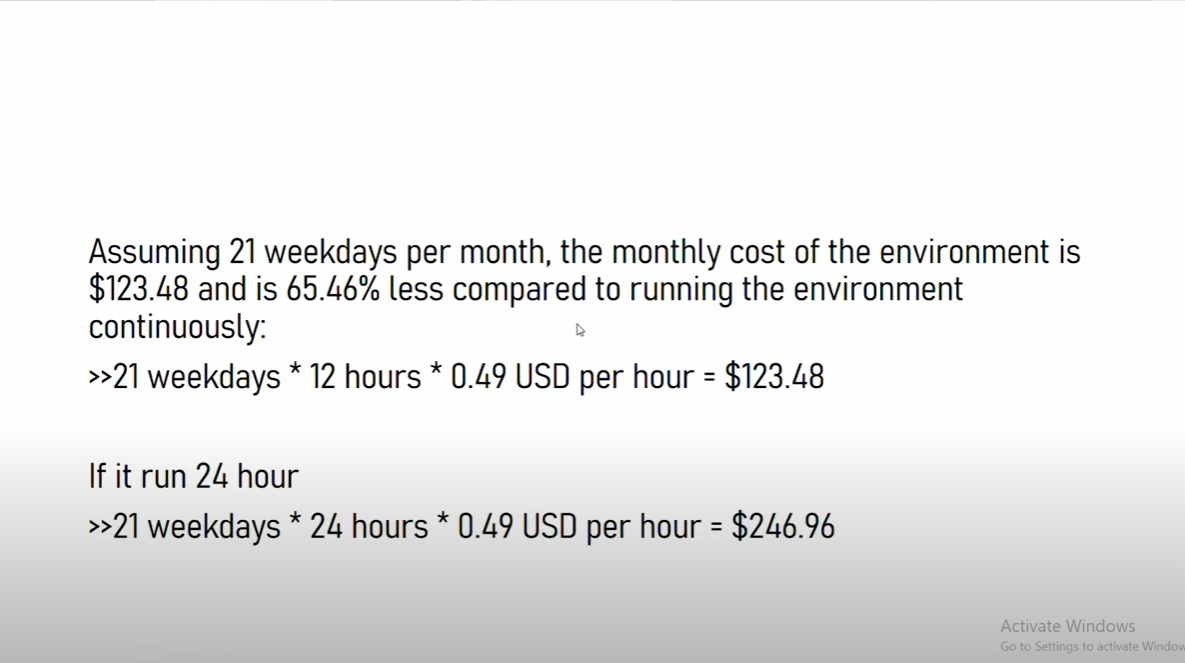 Assuming 21 weekdays per month, the monthly cost of the environment is
$123.48 and is 65.46% less compared to running the environment
continuously:
>>21 weekdays * 12 hours * 0.49 USD per hour = $123.48
If it run 24 hour
>>21 weekdays * 24 hours * 0.49 USD per hour = $246.96
Activate Windows
Go to Settings to activate Window